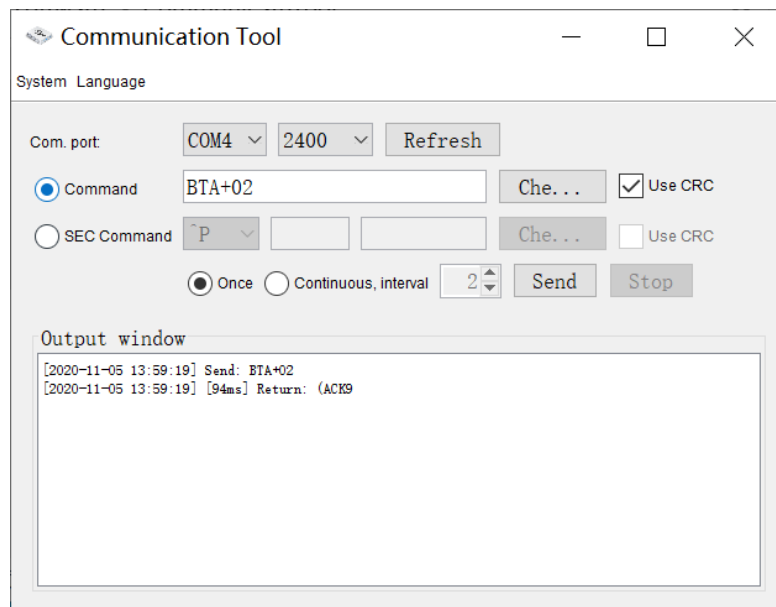 Communication Tool
System Language
Com. port: COM4 2400 Refresh
Command BTA+02 Che... Use CRC
SEC Command ^P Che... Use CRC
Once Continuous, interval 2 Send Stop
Output window
[2020-11-05 13:59:19] Send: BTA+02
[2020-11-05 13:59:19] [94ms] Return: (ACK9